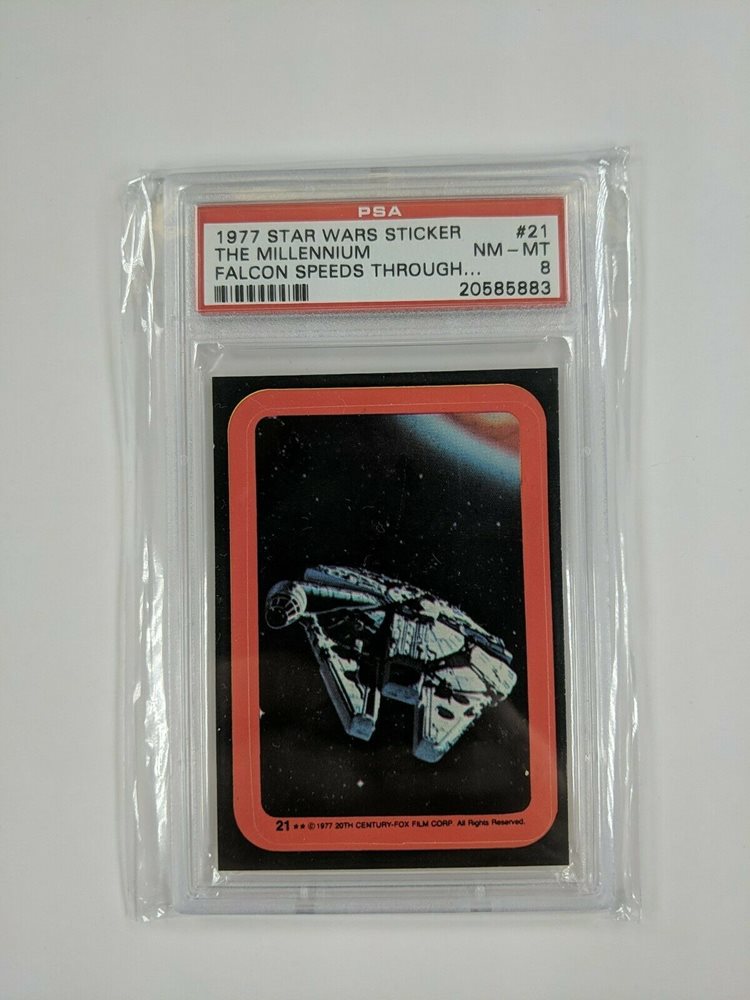 PSA
1977 STAR WARS STICKER #21
THE MILLENNIUM NM - MT
FALCON SPEEDS THROUGH... 8
20585883
21 ★★ © 1977 20TH CENTURY-FOX FILM CORP. All Rights Reserved.